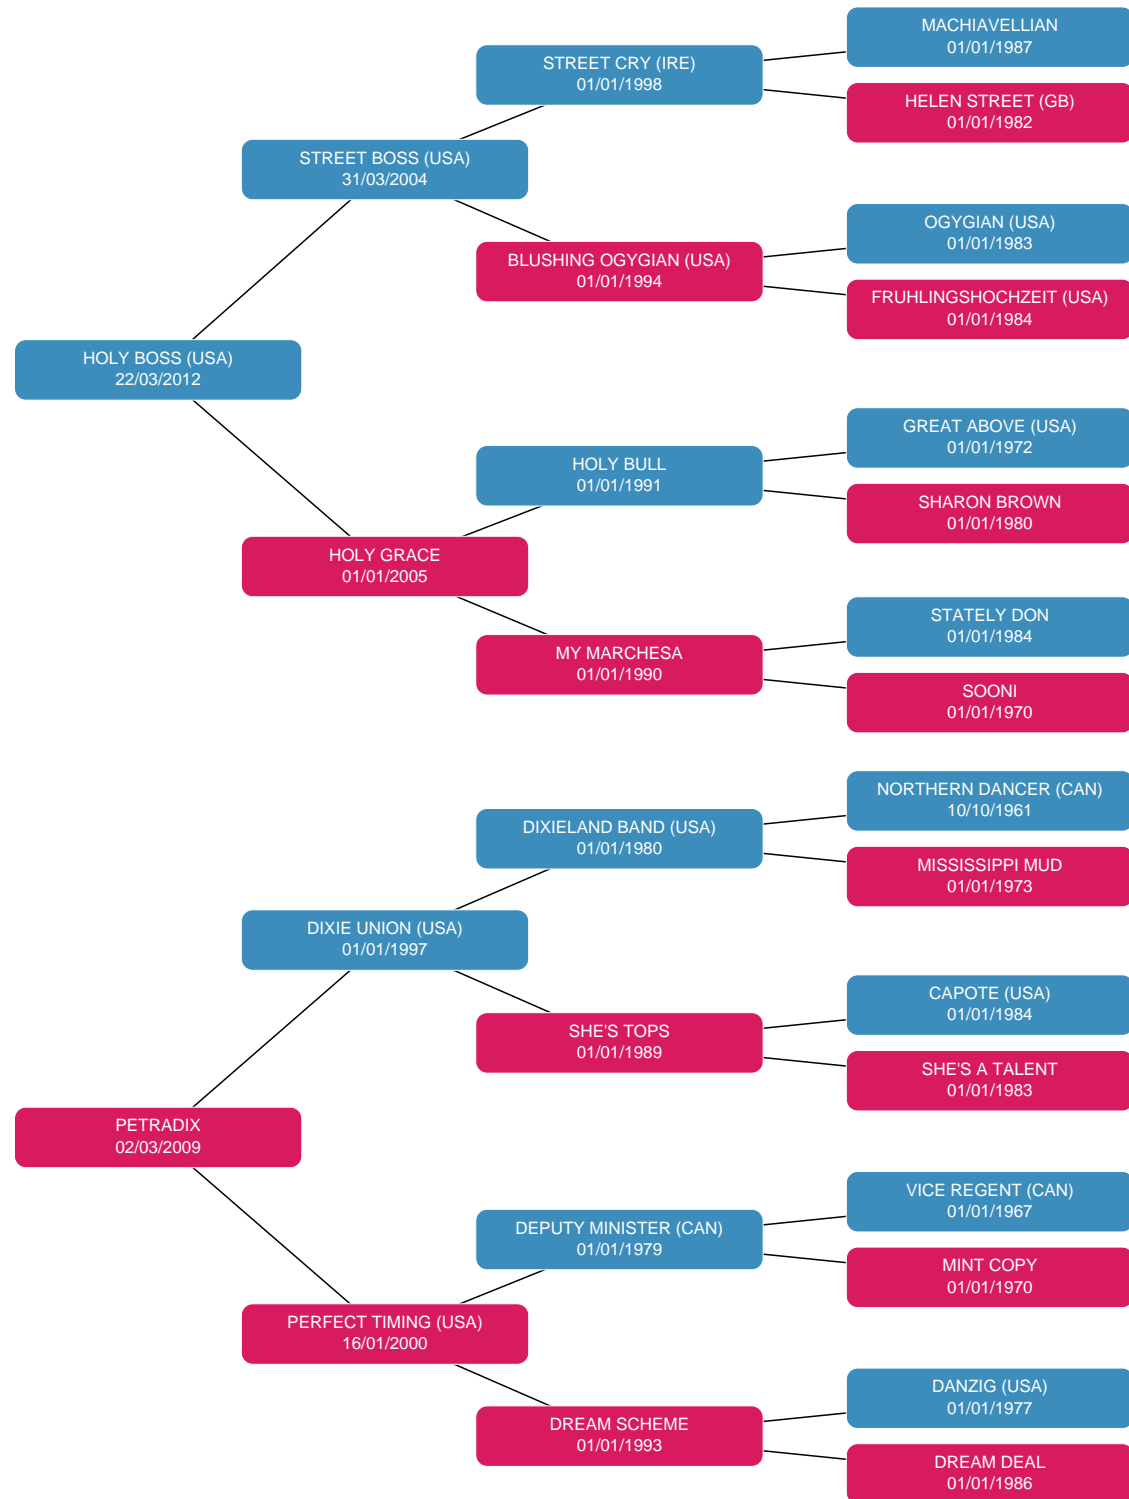 MACHIAVELLIAN
01/01/1987
STREET CRY (IRE)
01/01/1998
HELEN STREET (GB)
01/01/1982
STREET BOSS (USA)
31/03/2004
OGYGIAN (USA)
01/01/1983
BLUSHING OGYGIAN (USA)
01/01/1994
FRUHLINGSHOCHZEIT (USA)
01/01/1984
HOLY BOSS (USA)
22/03/2012
GREAT ABOVE (USA)
01/01/1972
HOLY BULL
01/01/1991
SHARON BROWN
01/01/1980
HOLY GRACE
01/01/2005
STATELY DON
01/01/1984
MY MARCHESA
01/01/1990
SOONI
01/01/1970
NORTHERN DANCER (CAN)
10/10/1961
DIXIELAND BAND (USA)
01/01/1980
MISSISSIPPI MUD
01/01/1973
DIXIE UNION (USA)
01/01/1997
CAPOTE (USA)
01/01/1984
SHE'S TOPS
01/01/1989
SHE'S A TALENT
01/01/1983
PETRADIX
02/03/2009
VICE REGENT (CAN)
01/01/1967
DEPUTY MINISTER (CAN)
01/01/1979
MINT COPY
01/01/1970
PERFECT TIMING (USA)
16/01/2000
DANZIG (USA)
01/01/1977
DREAM SCHEME
01/01/1993
DREAM DEAL
01/01/1986